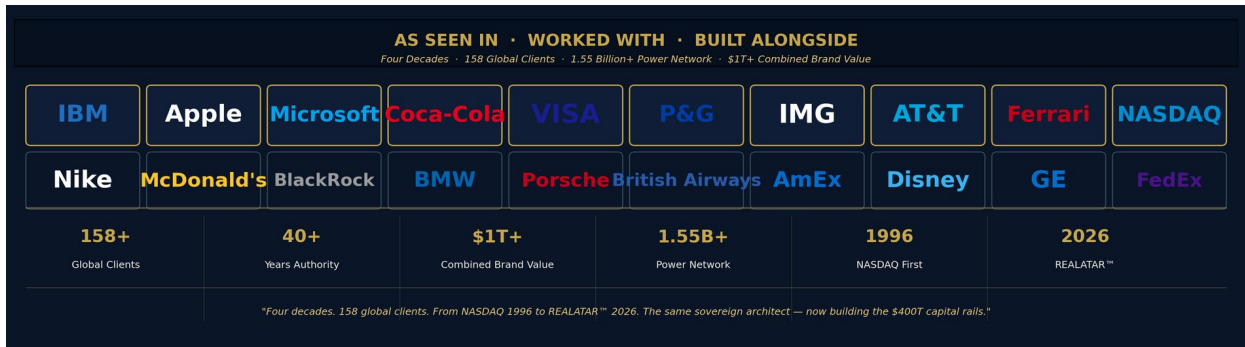 AS SEEN IN · WORKED WITH · BUILT ALONGSIDE
Four Decades · 158 Global Clients · 1.55 Billion+ Power Network · $1T+ Combined Brand Value
IBM Apple Microsoft Coca-Cola VISA P&G IMG AT&T Ferrari NASDAQ
Nike McDonald's BlackRock BMW Porsche British Airways AmEx Disney GE FedEx
158+ 40+ $1T+ 1.55B+ 1996 2026
Global Clients Years Authority Combined Brand Value Power Network NASDAQ First REALATAR™
"Four decades. 158 global clients. From NASDAQ 1996 to REALATAR™ 2026. The same sovereign architect — now building the $400T capital rails."